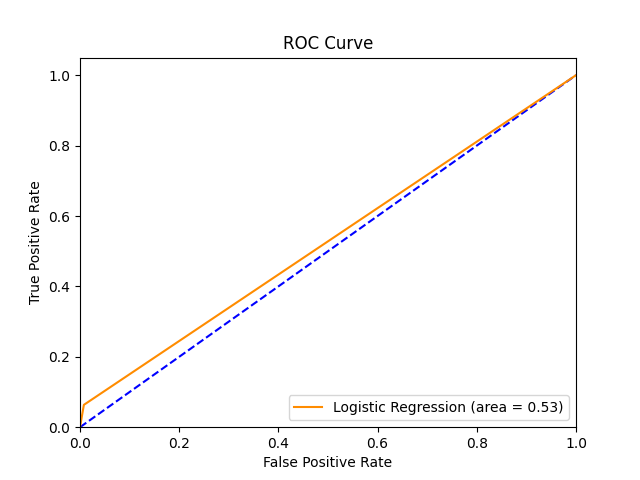 ROC Curve
True Positive Rate
1.0
0.8
0.6
0.4
0.2
0.0
Logistic Regression (area = 0.53)
0.0 0.2 0.4 0.6 0.8 1.0
False Positive Rate